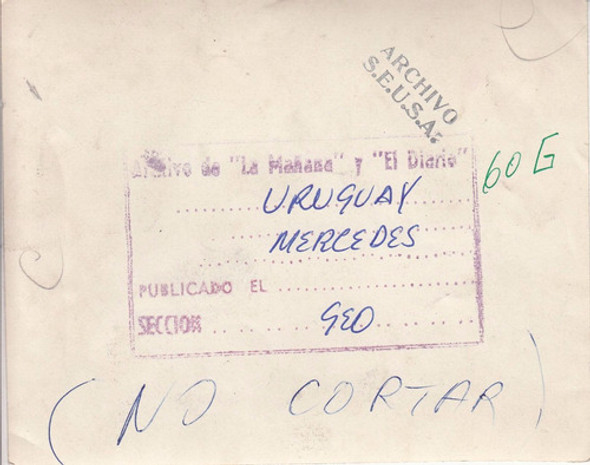 ARCHIVO
S.E.U.S.A.
Archivo de "La Mañana" y "El Diario"
60 G
URUGUAY
MERCEDES
PUBLICADO EL
SECCION GEO
(NO CORTAR)